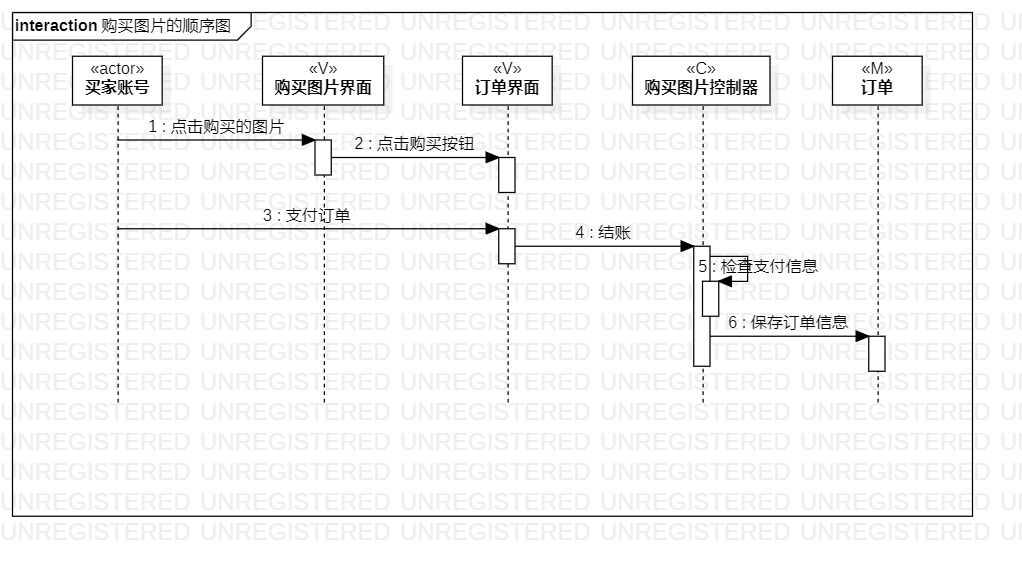 interaction 购买图片的顺序图
«actor»
买家账号
«V»
购买图片界面
«V»
订单界面
«C»
购买图片控制器
«M»
订单
1 : 点击购买的图片
2 : 点击购买按钮
3 : 支付订单
4 : 结账
5 : 检查支付信息
6 : 保存订单信息
UNREGISTERED UNREGISTERED UNREGISTERED UNREGISTERED UNREGISTERED